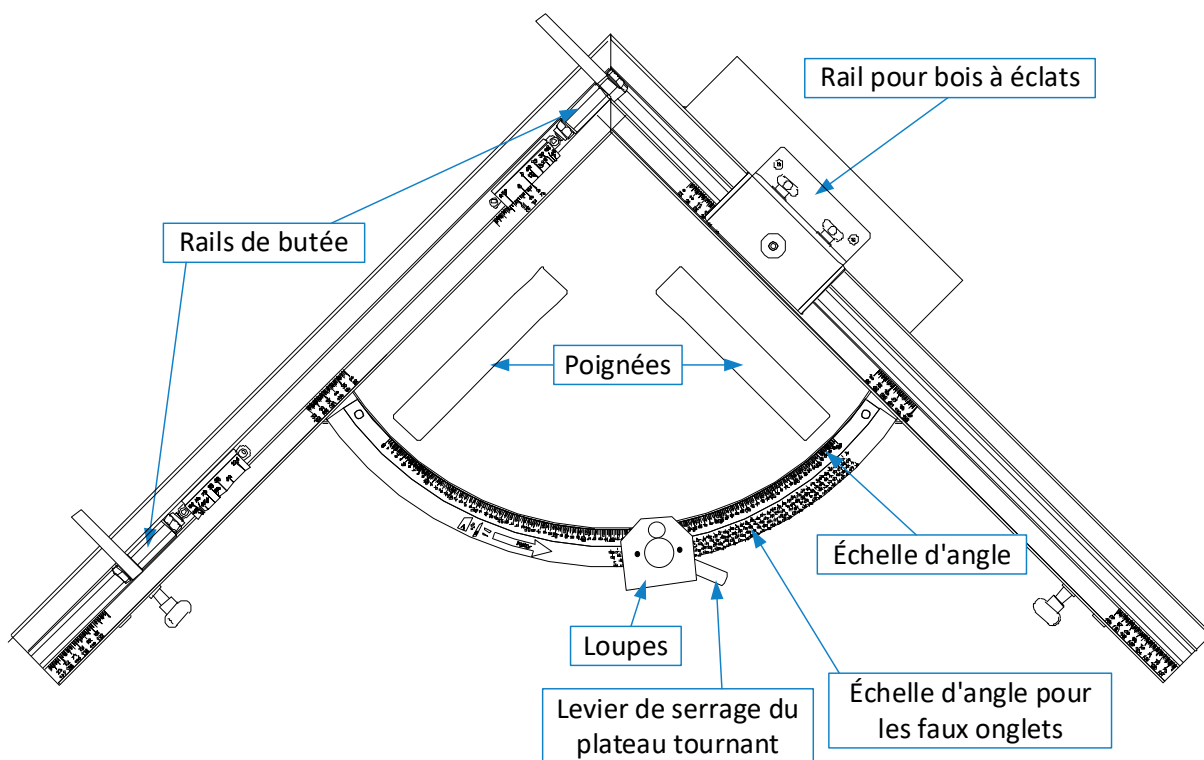 Rail pour bois à éclats
Rails de butée
Poignées
Échelle d'angle
Loupes
Échelle d'angle pour
les faux onglets
Levier de serrage du
plateau tournant